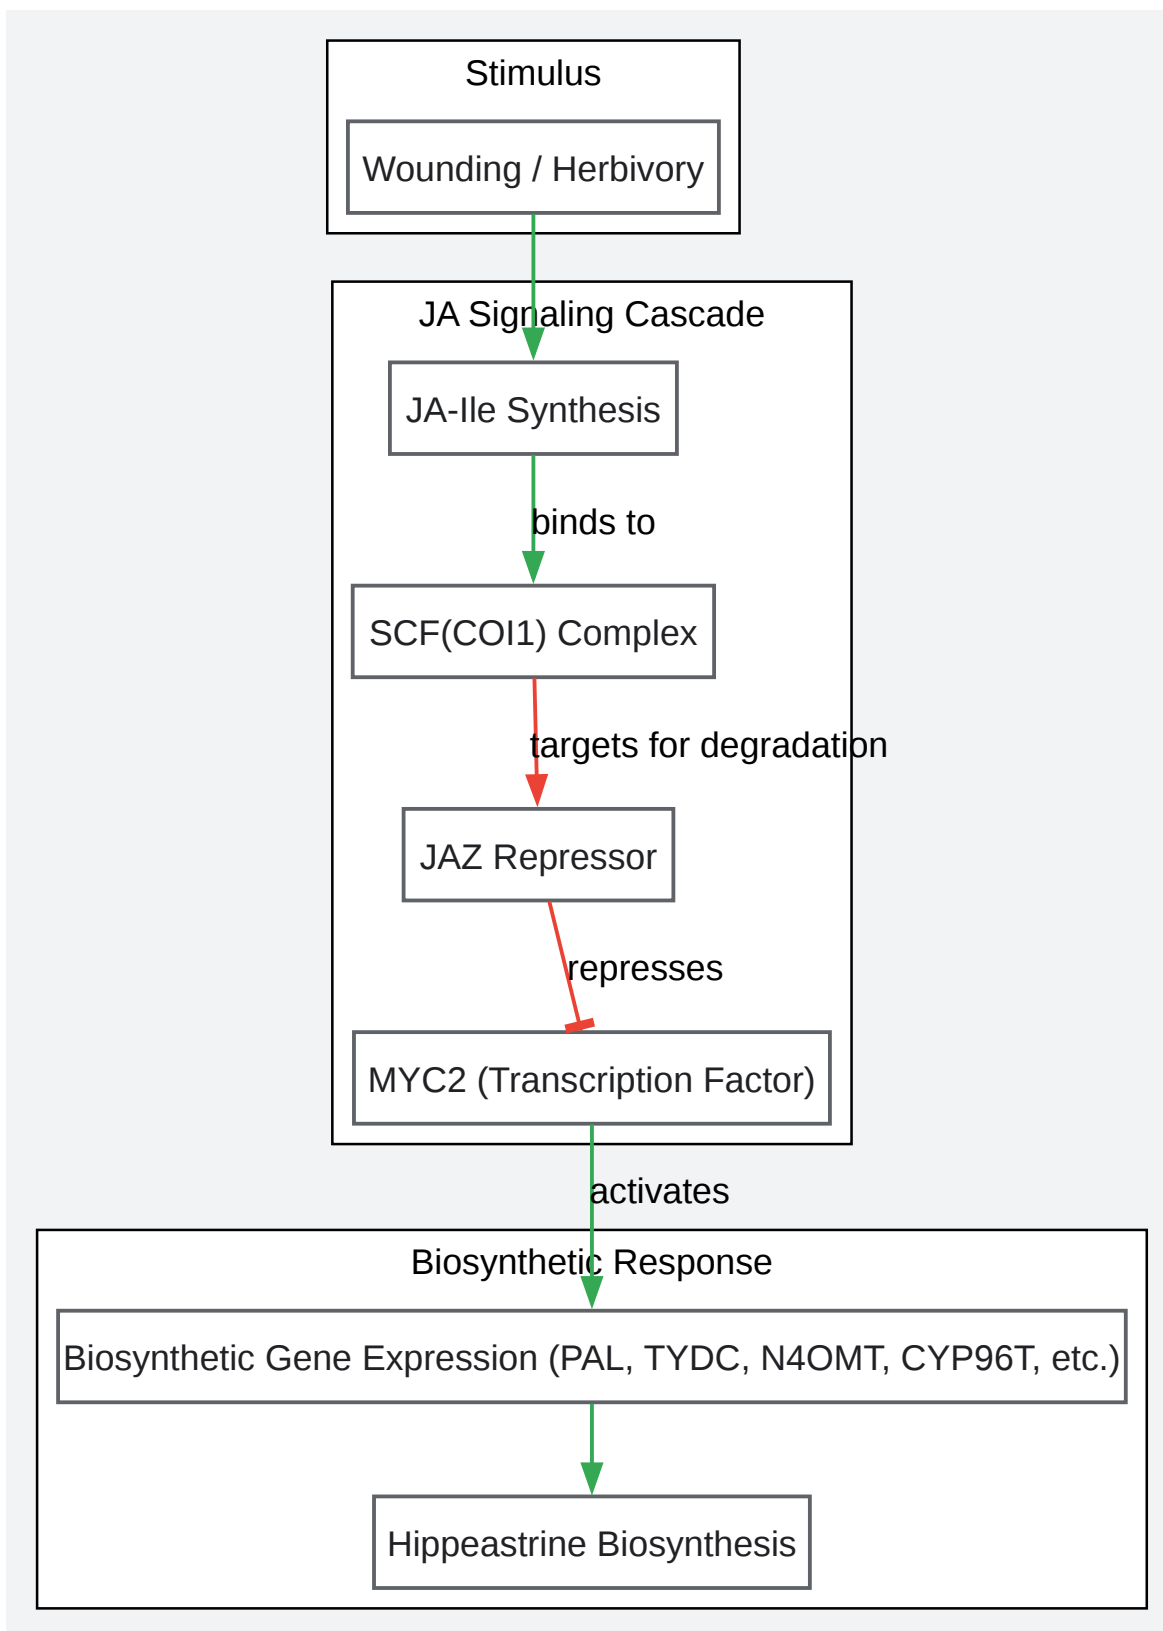 Stimulus
Wounding / Herbivory
JA Signaling Cascade
JA-Ile Synthesis
binds to
SCF(COI1) Complex
targets for degradation
JAZ Repressor
represses
MYC2 (Transcription Factor)
activates
Biosynthetic Response
Biosynthetic Gene Expression (PAL, TYDC, N4OMT, CYP96T, etc.)
Hippeastrine Biosynthesis